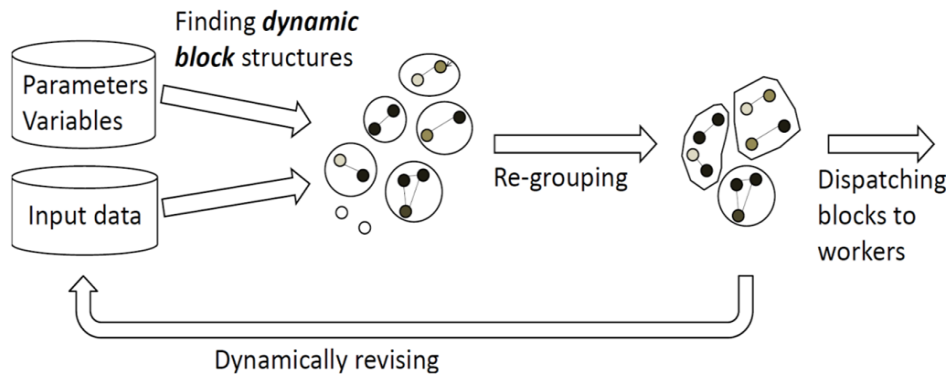 Finding dynamic
block structures
Parameters
Variables
Input data
Re-grouping
Dispatching
blocks to
workers
Dynamically revising